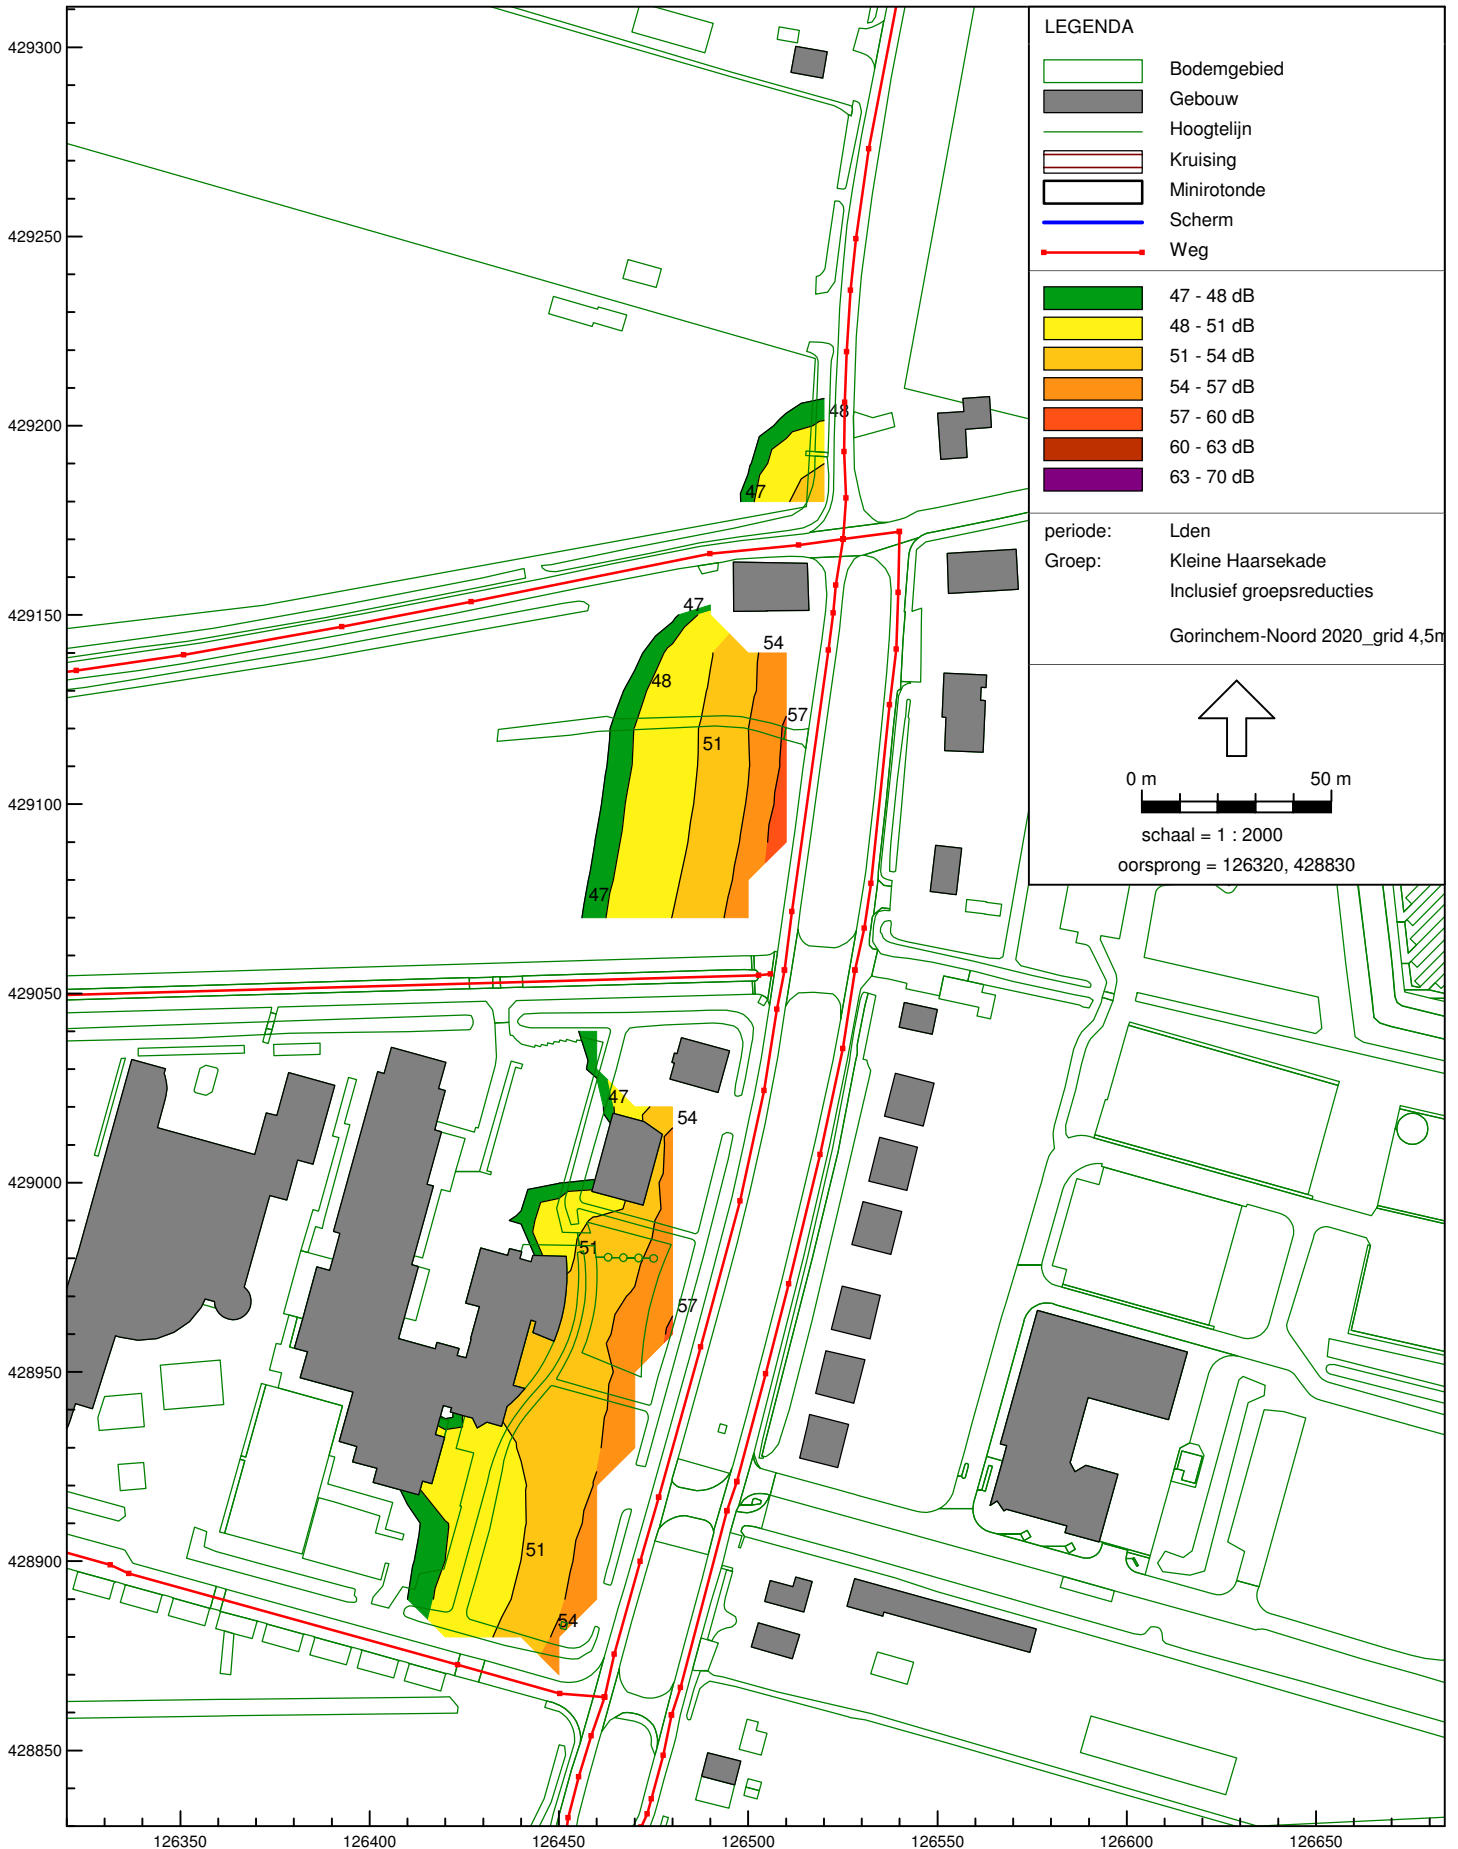 LEGENDA
Bodemgebied
Gebouw
Hoogtelijn
Kruising
Minirotonde
Scherm
Weg
47 - 48 dB
48 - 51 dB
51 - 54 dB
54 - 57 dB
57 - 60 dB
60 - 63 dB
63 - 70 dB
periode: Lden
Groep: Kleine Haarsekade
Inclusief groepsreducties
Gorinchem-Noord 2020_grid 4,5m
0 m 50 m
schaal = 1 : 2000
oorsprong = 126320, 428830
429300
429250
429200
429150
429100
429050
429000
428950
428900
428850
48
47
47
54
48
57
51
47
47
54
51
57
51
54
126350 126400 126450 126500 126550 126600 126650